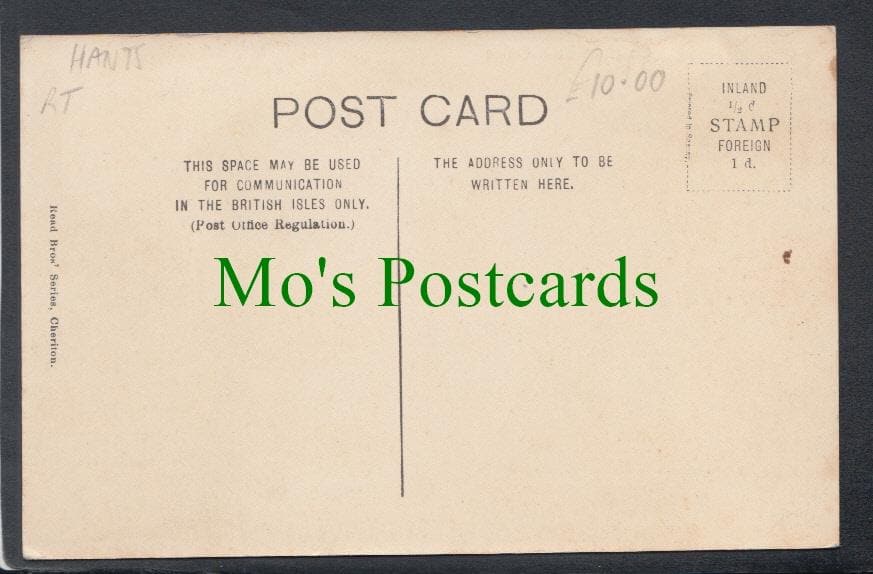 HANTS
RT
£10.00
POST CARD
INLAND
½ d
STAMP
FOREIGN
1 d.
THIS SPACE MAY BE USED
FOR COMMUNICATION
IN THE BRITISH ISLES ONLY.
(Post Office Regulation.)
THE ADDRESS ONLY TO BE
WRITTEN HERE.
Read Bros' Series, Cheriton.
Mo's Postcards